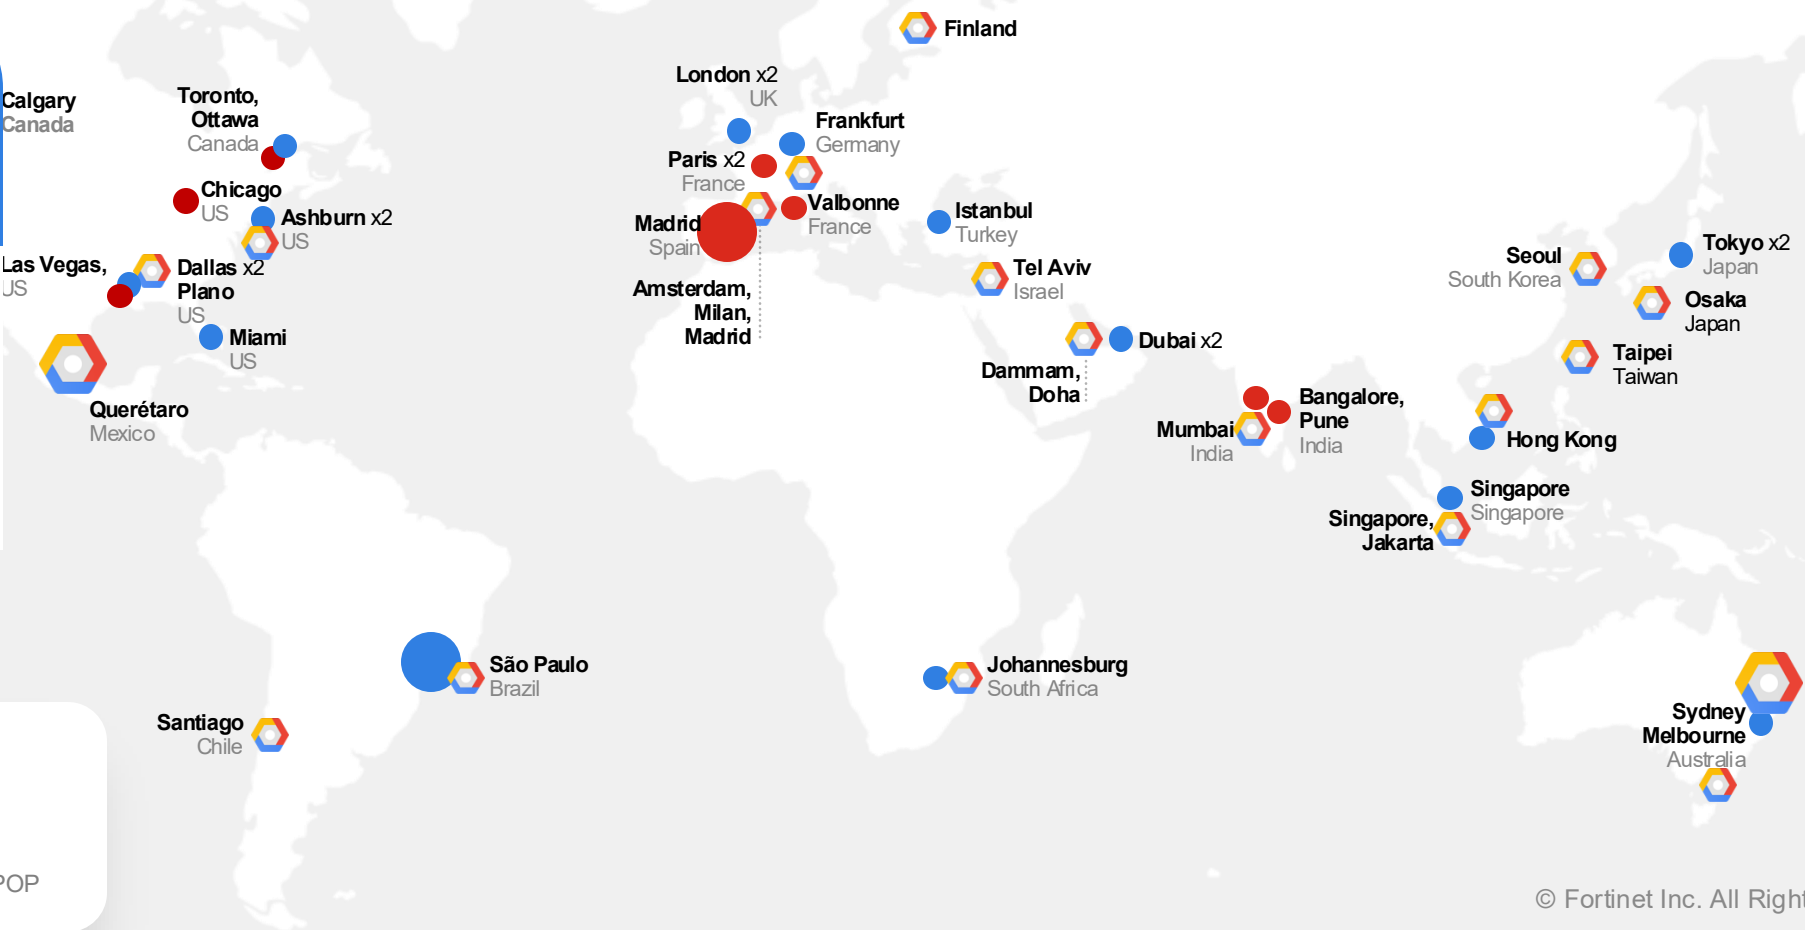 Finland
London x2
UK
Calgary
Canada
Toronto,
Ottawa
Canada
Frankfurt
Germany
Paris x2
France
Chicago
US
Ashburn x2
US
Valbonne
France
Madrid
Spain
Istanbul
Turkey
Tokyo x2
Japan
Seoul
South Korea
Las Vegas,
US
Dallas x2
Plano
US
Tel Aviv
Israel
Amsterdam,
Milan,
Madrid
Osaka
Japan
Miami
US
Dubai x2
Dammam,
Doha
Taipei
Taiwan
Querétaro
Mexico
Bangalore,
Pune
India
Mumbai
India
Hong Kong
Singapore
Singapore
Singapore,
Jakarta
São Paulo
Brazil
Johannesburg
South Africa
Santiago
Chile
Sydney
Melbourne
Australia
POP
© Fortinet Inc. All Right